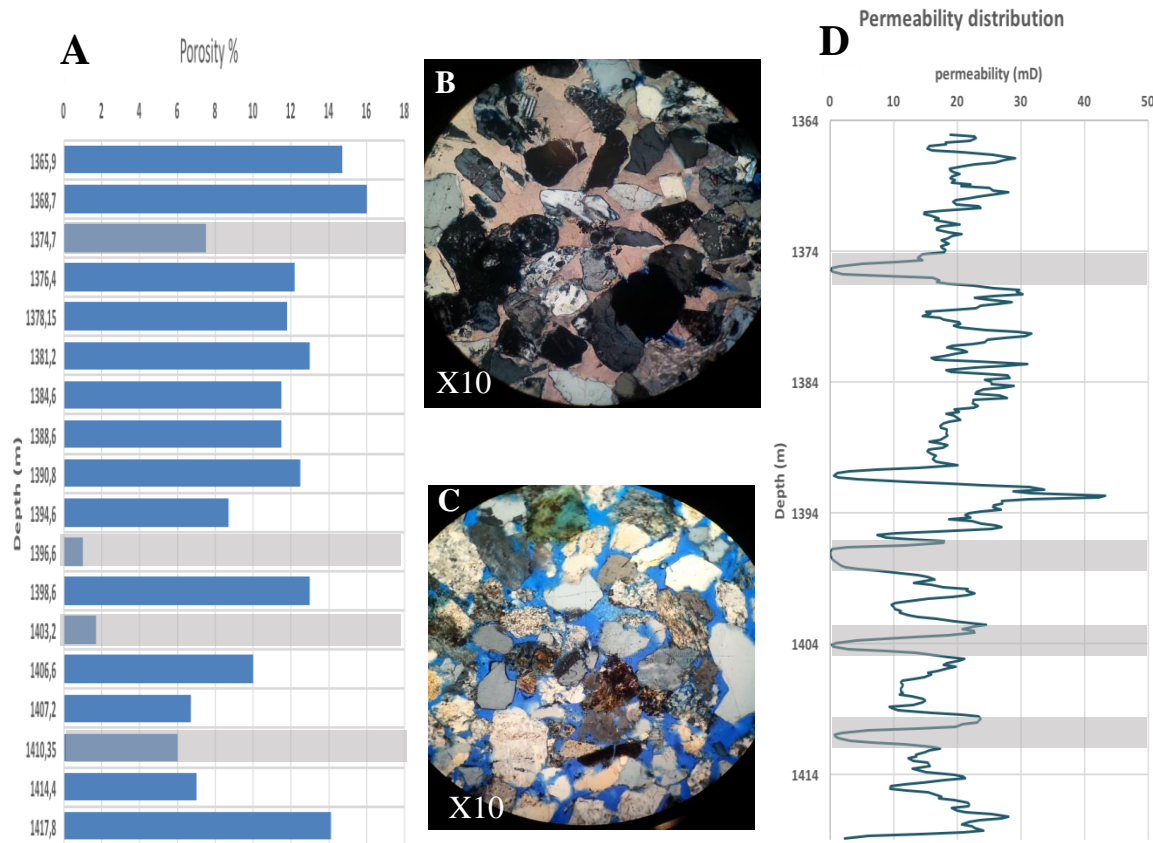 A
Porosity %
0 2 4 6 8 10 12 14 16 18
Depth (m)
1365,9
1368,7
1374,7
1376,4
1378,15
1381,2
1384,6
1388,6
1390,8
1394,6
1396,6
1398,6
1403,2
1406,6
1407,2
1410,35
1414,4
1417,8
B
X10
C
X10
Permeability distribution
D
permeability (mD)
0 10 20 30 40 50
Depth (m)
1364
1374
1384
1394
1404
1414